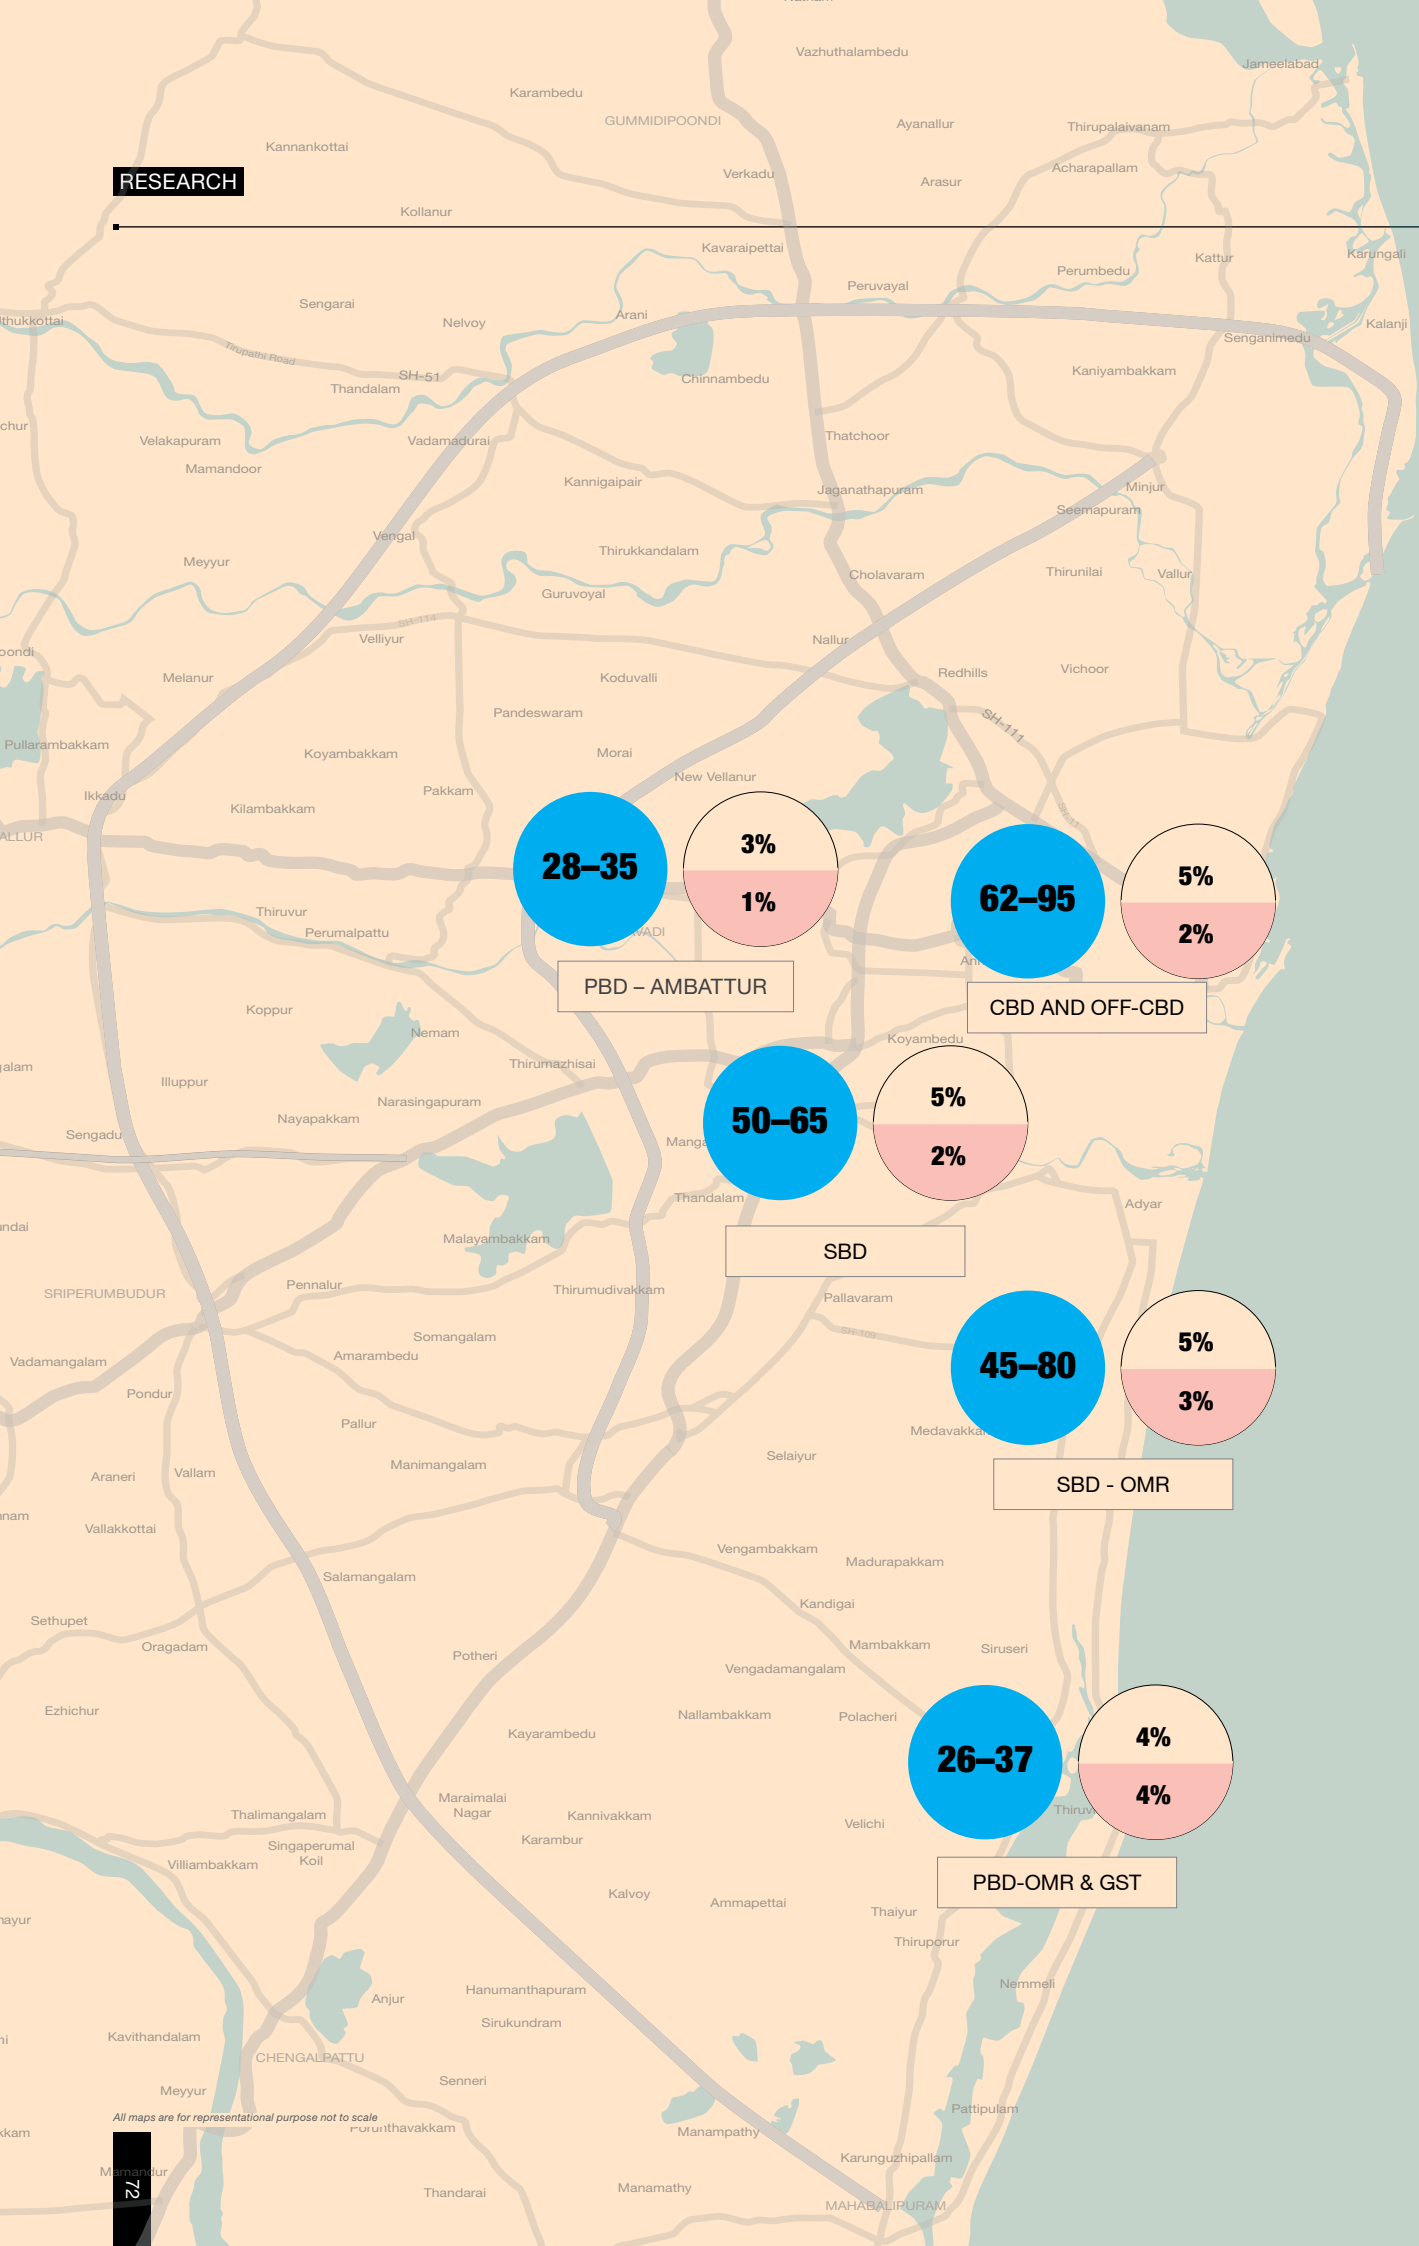 Vazhuthalambedu
Jameelabad
Karambedu
GUMMIDIPOONDI
Ayanallur
Thirupalaivanam
Kannankottai
Verkadu
Arasur
Acharapallam
RESEARCH
Kollanur
Kavaraipettai
Kattur
Karungali
Perumbedu
Peruvayal
Sengarai
Arani
Nelvoy
Kalanji
Senganimedu
Tirupathi Road
SH-51
Thandalam
Chinnambedu
Kaniyambakkam
Velakapuram
Vadamadurai
Thatchoor
Mamandoor
Kannigaipair
Jaganathapuram
Minjur
Seemapuram
Vengal
Thirukkandalam
Meyyur
Cholavaram
Thirunilai
Vallur
Guruvoyal
SH-114
Velliyur
Nallur
Redhills
Vichoor
Melanur
Koduvalli
Pandeswaram
SH-111
Pullarambakkam
Koyambakkam
Morai
New Vellanur
Ikkadu
Kilambakkam
Pakkam
28–35
3%
1%
62–95
5%
2%
Thiruvur
Perumalpattu
PBD – AMBATTUR
CBD AND OFF-CBD
Koppur
Nemam
Koyambedu
Thirumazhisai
Illuppur
Narasingapuram
Nayapakkam
50–65
5%
2%
Sengadu
Thandalam
Adyar
Malayambakkam
SBD
Pennalur
Thirumudivakkam
SRIPERUMBUDUR
Pallavaram
SH-109
Somangalam
Amarambedu
Vadamangalam
45–80
5%
3%
Pondur
Pallur
Selaiyur
Manimangalam
Araneri
Vallam
SBD - OMR
Vallakkottai
Vengambakkam
Madurapakkam
Salamangalam
Kandigai
Sethupet
Oragadam
Potheri
Mambakkam
Siruseri
Vengadamangalam
Ezhichur
Nallambakkam
Polacheri
Kayarambedu
26–37
4%
4%
Maraimalai
Nagar
Thalimangalam
Kannivakkam
Velichi
Karambur
Singaperumal
Koil
Villiambakkam
PBD-OMR & GST
Kalvoy
Ammapettai
Thaiyur
Thiruporur
Nemmeli
Hanumanthapuram
Anjur
Sirukundram
Kavithandalam
CHENGALPATTU
Senneri
Meyyur
Pattipulam
All maps are for representational purpose not to scale
Porunthavakkam
Manampathy
Karunguzhipallam
Mamandur
72
Thandarai
Manamathy
MAHABALIPURAM